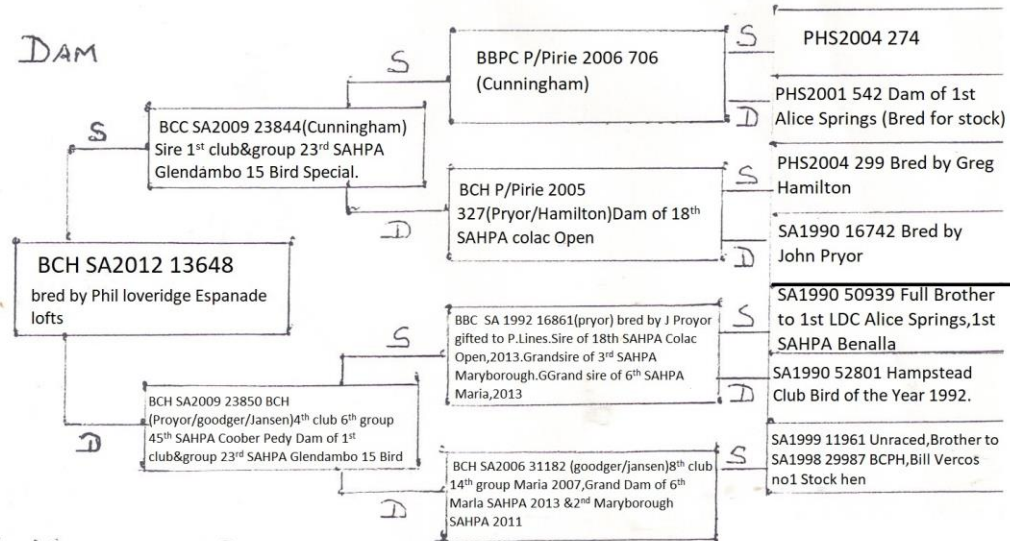 DAM
BCH SA2012 13648
bred by Phil loveridge Espanade
lofts
S
BCC SA2009 23844(Cunningham)
Sire 1st club&group 23rd SAHPA
Glendambo 15 Bird Special.
D
BCH SA2009 23850 BCH
(Proyor/goodger/Jansen)4th club 6th group
45th SAHPA Coober Pedy Dam of 1st
club&group 23rd SAHPA Glendambo 15 Bird
S
BBPC P/Pirie 2006 706
(Cunningham)
D
BCH P/Pirie 2005
327(Pryor/Hamilton)Dam of 18th
SAHPA colac Open
S
BBC SA 1992 16861(pryor) bred by J Proyor
gifted to P.Lines.Sire of 18th SAHPA Colac
Open,2013.Grandsire of 3rd SAHPA
Maryborough.GGrand sire of 6th SAHPA
Maria,2013
D
BCH SA2006 31182 (goodger/jansen)8th club
14th group Maria 2007,Grand Dam of 6th
Marla SAHPA 2013 &2nd Maryborough
SAHPA 2011
S
PHS2004 274
D
PHS2001 542 Dam of 1st
Alice Springs (Bred for stock)
S
PHS2004 299 Bred by Greg
Hamilton
D
SA1990 16742 Bred by
John Pryor
S
SA1990 50939 Full Brother
to 1st LDC Alice Springs,1st
SAHPA Benalla
D
SA1990 52801 Hampstead
Club Bird of the Year 1992.
S
SA1999 11961 Unraced,Brother to
SA1998 29987 BCPH,Bill Vercos
no1 Stock hen